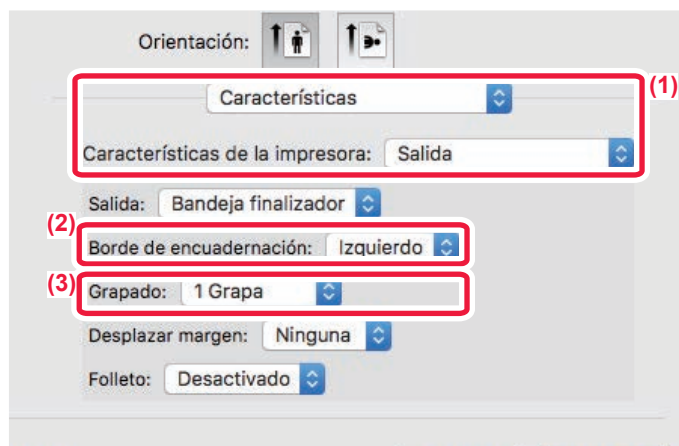 Orientación:
Características
(1)
Características de la impresora: Salida
Salida: Bandeja finalizador
(2)
Borde de encuadernación: Izquierdo
(3)
Grapado: 1 Grapa
Desplazar margen: Ninguna
Folleto: Desactivado